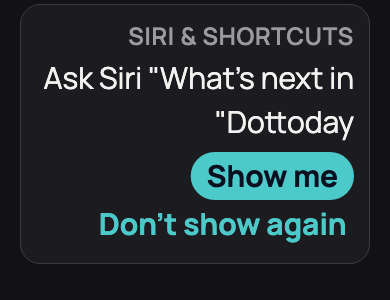 SIRI & SHORTCUTS
Ask Siri "What's next in
"Dottoday
Show me
Don't show again